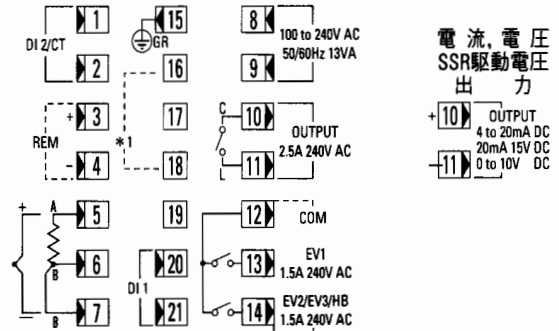 1
DI 2/CT
2
+ 3
REM
- 4
+ A 5
B 6
- B 7
15
GR
16
17
*1
18
19
20
DI 1
21
8
100 to 240V AC
50/60Hz 13VA
9
C 10
OUTPUT
2.5A 240V AC
L 11
12 COM
13 EV1
1.5A 240V AC
14 EV2/EV3/HB
1.5A 240V AC
電 流, 電 圧
SSR駆動電圧
出 力
+ 10 OUTPUT
4 to 20mA DC
20mA 15V DC
- 11 0 to 10V DC